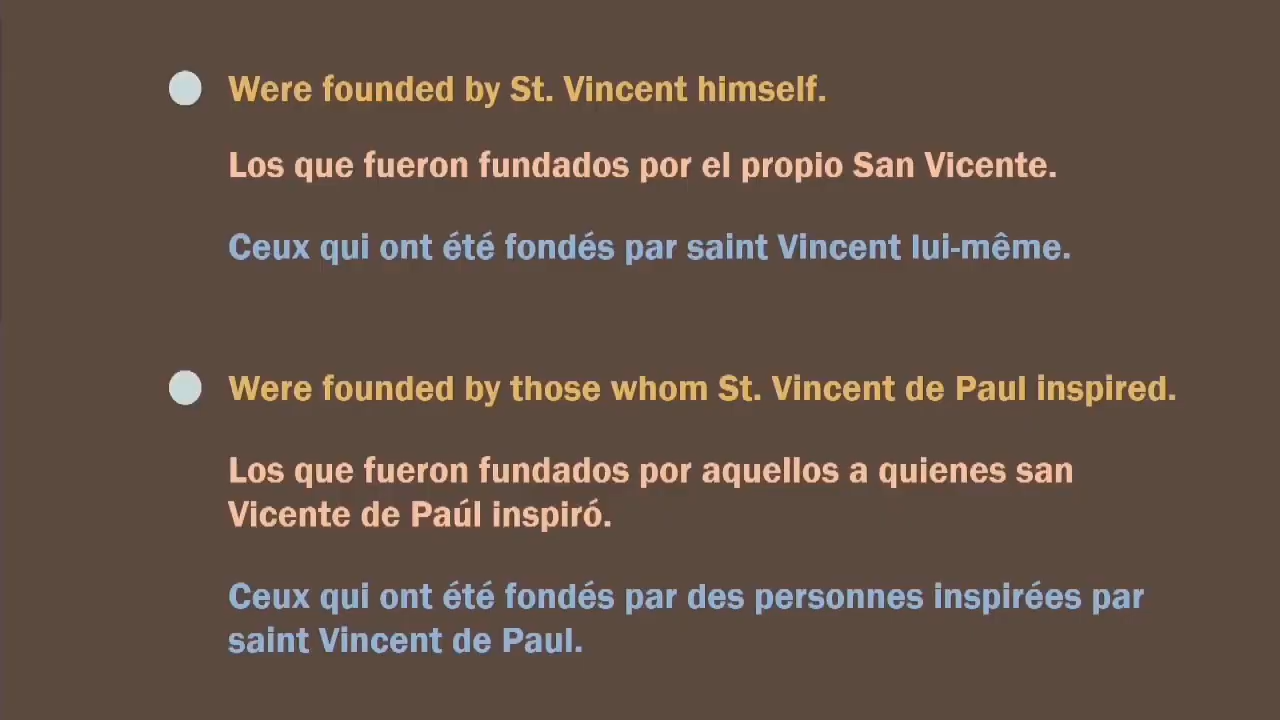 Were founded by St. Vincent himself.
Los que fueron fundados por el propio San Vicente.
Ceux qui ont été fondés par saint Vincent lui-même.
Were founded by those whom St. Vincent de Paul inspired.
Los que fueron fundados por aquellos a quienes san
Vicente de Paúl inspiró.
Ceux qui ont été fondés par des personnes inspirées par
saint Vincent de Paul.